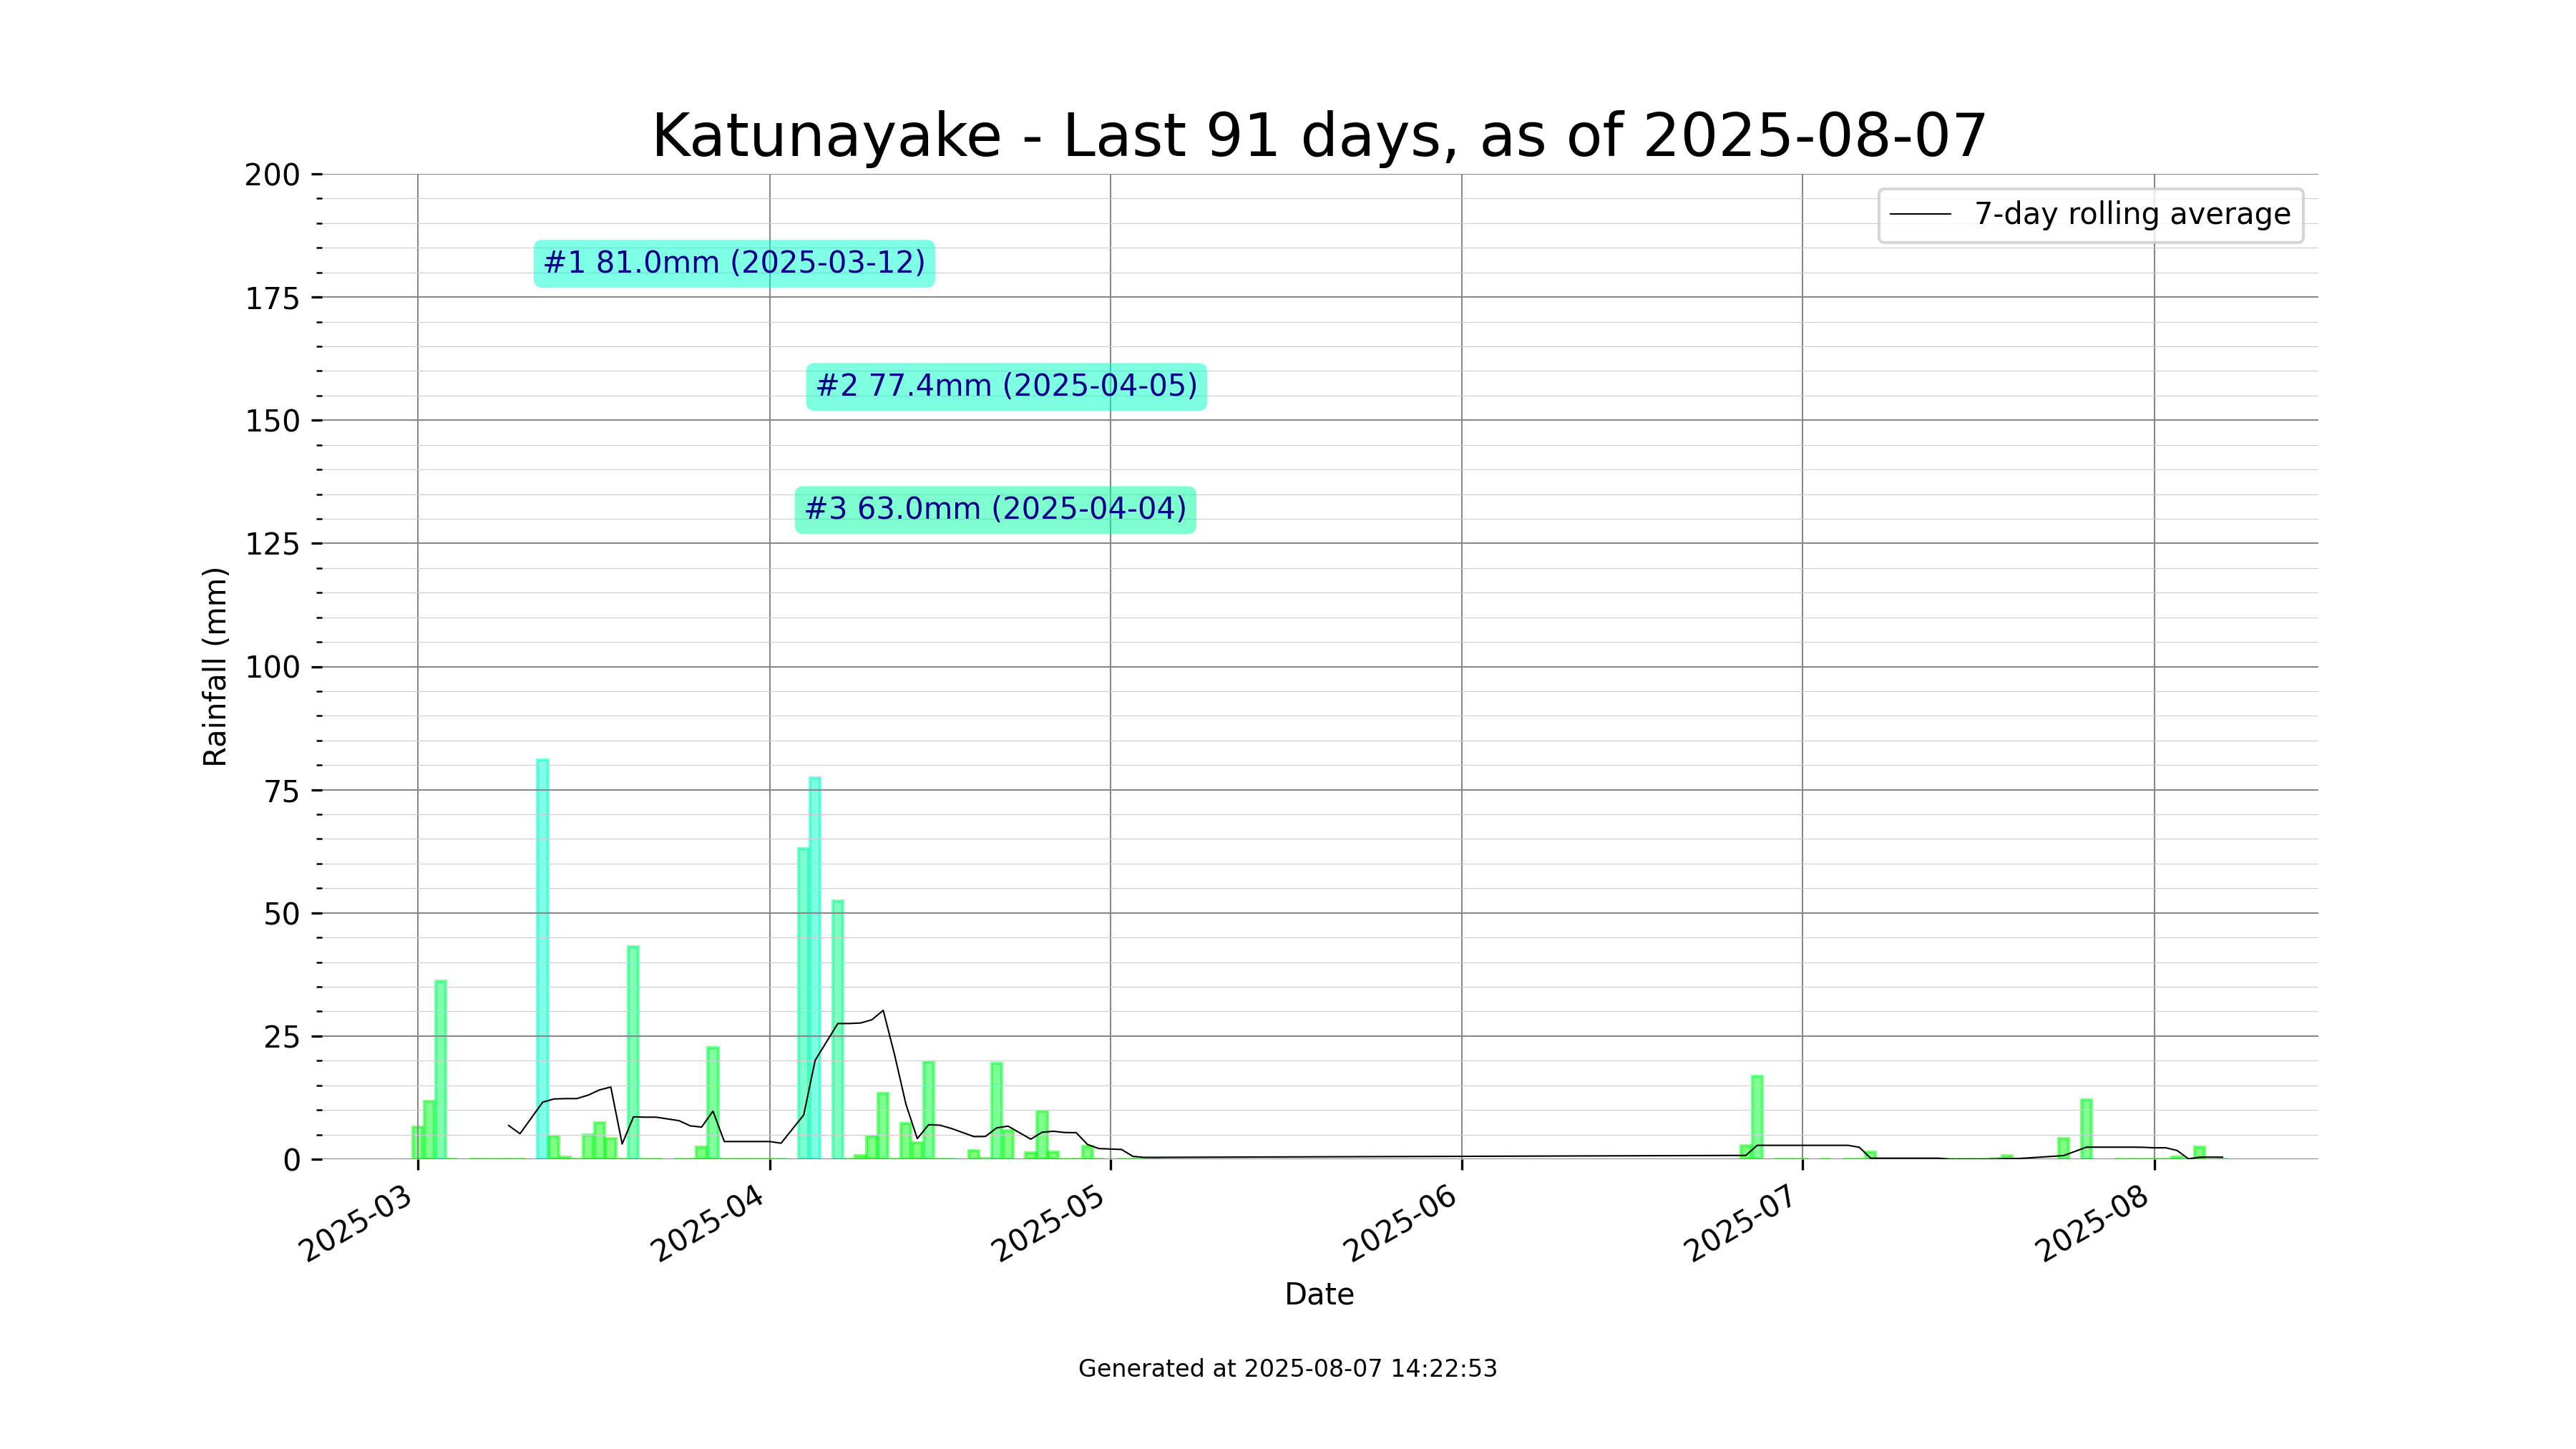 Katunayake - Last 91 days, as of 2025-08-07
7-day rolling average
#1 81.0mm (2025-03-12)
#2 77.4mm (2025-04-05)
#3 63.0mm (2025-04-04)
Rainfall (mm)
200
175
150
125
100
75
50
25
0
2025-03
2025-04
2025-05
2025-06
2025-07
2025-08
Date
Generated at 2025-08-07 14:22:53